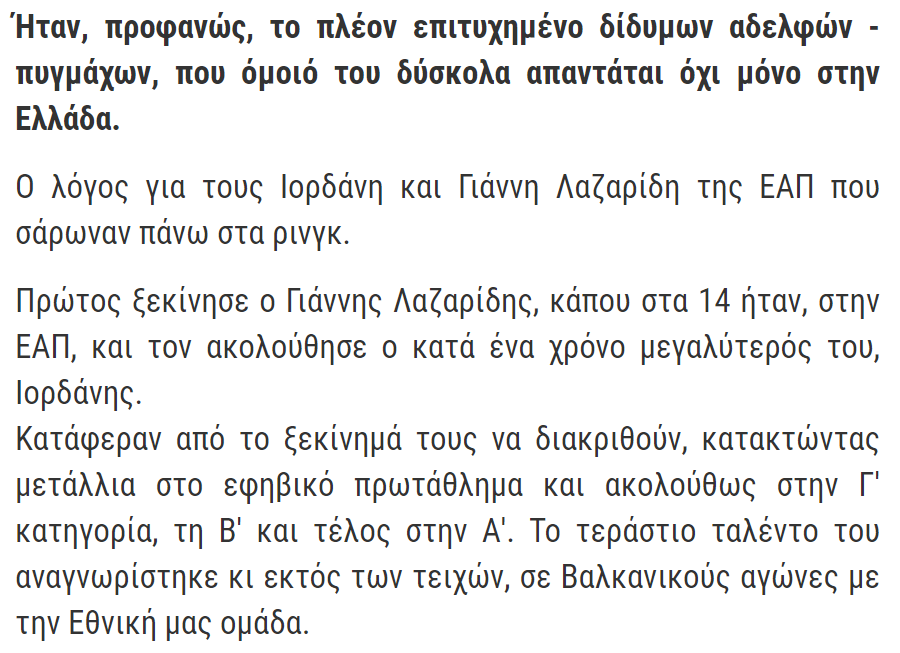 Ήταν, προφανώς, το πλέον επιτυχημένο δίδυμων αδελφών -
πυγμάχων, που όμοιό του δύσκολα απαντάται όχι μόνο στην
Ελλάδα.
Ο λόγος για τους Ιορδάνη και Γιάννη Λαζαρίδη της ΕΑΠ που
σάρωναν πάνω στα ρινγκ.
Πρώτος ξεκίνησε ο Γιάννης Λαζαρίδης, κάπου στα 14 ήταν, στην
ΕΑΠ, και τον ακολούθησε ο κατά ένα χρόνο μεγαλύτερός του,
Ιορδάνης.
Κατάφεραν από το ξεκίνημά τους να διακριθούν, κατακτώντας
μετάλλια στο εφηβικό πρωτάθλημα και ακολούθως στην Γ'
κατηγορία, τη Β' και τέλος στην Α'. Το τεράστιο ταλέντο του
αναγνωρίστηκε κι εκτός των τειχών, σε Βαλκανικούς αγώνες με
την Εθνική μας ομάδα.